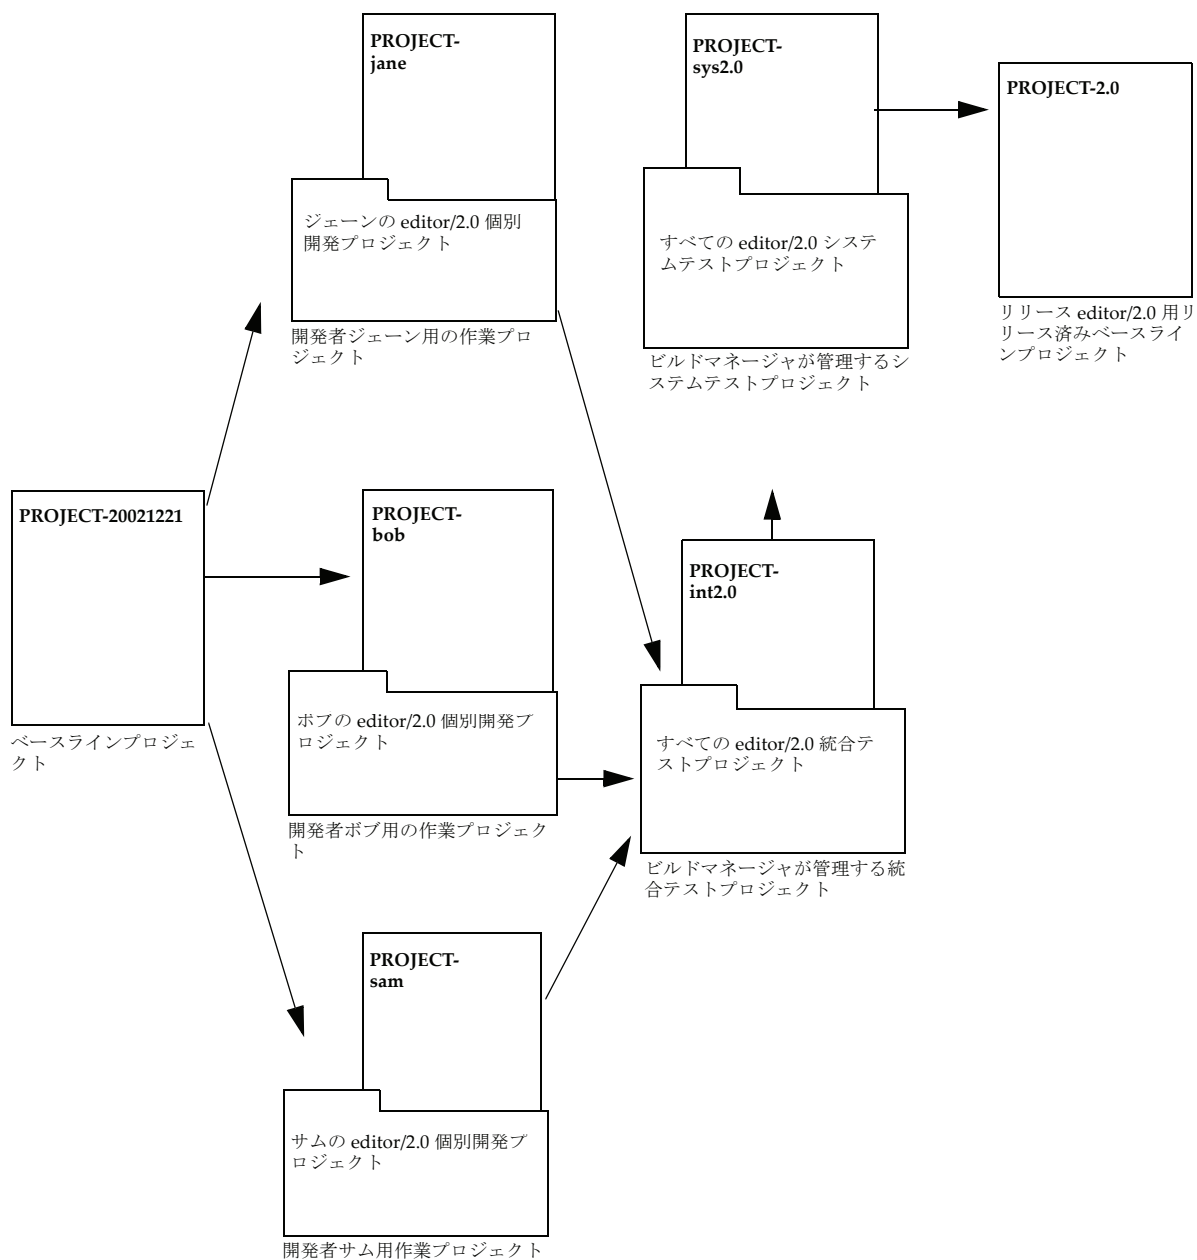 PROJECT-
jane
ジェーンの editor/2.0 個別
開発プロジェクト
開発者ジェーン用の作業プロ
ジェクト
PROJECT-
sys2.0
すべての editor/2.0 システ
ムテストプロジェクト
ビルドマネージャが管理するシ
ステムテストプロジェクト
PROJECT-2.0
リリース editor/2.0 用リ
リース済みベースライ
ンプロジェクト
PROJECT-20021221
ベースラインプロジェ
クト
PROJECT-
bob
ボブの editor/2.0 個別開発プ
ロジェクト
開発者ボブ用の作業プロジェク
ト
PROJECT-
int2.0
すべての editor/2.0 統合テ
ストプロジェクト
ビルドマネージャが管理する統
合テストプロジェクト
PROJECT-
sam
サムの editor/2.0 個別開発プ
ロジェクト
開発者サム用作業プロジェクト